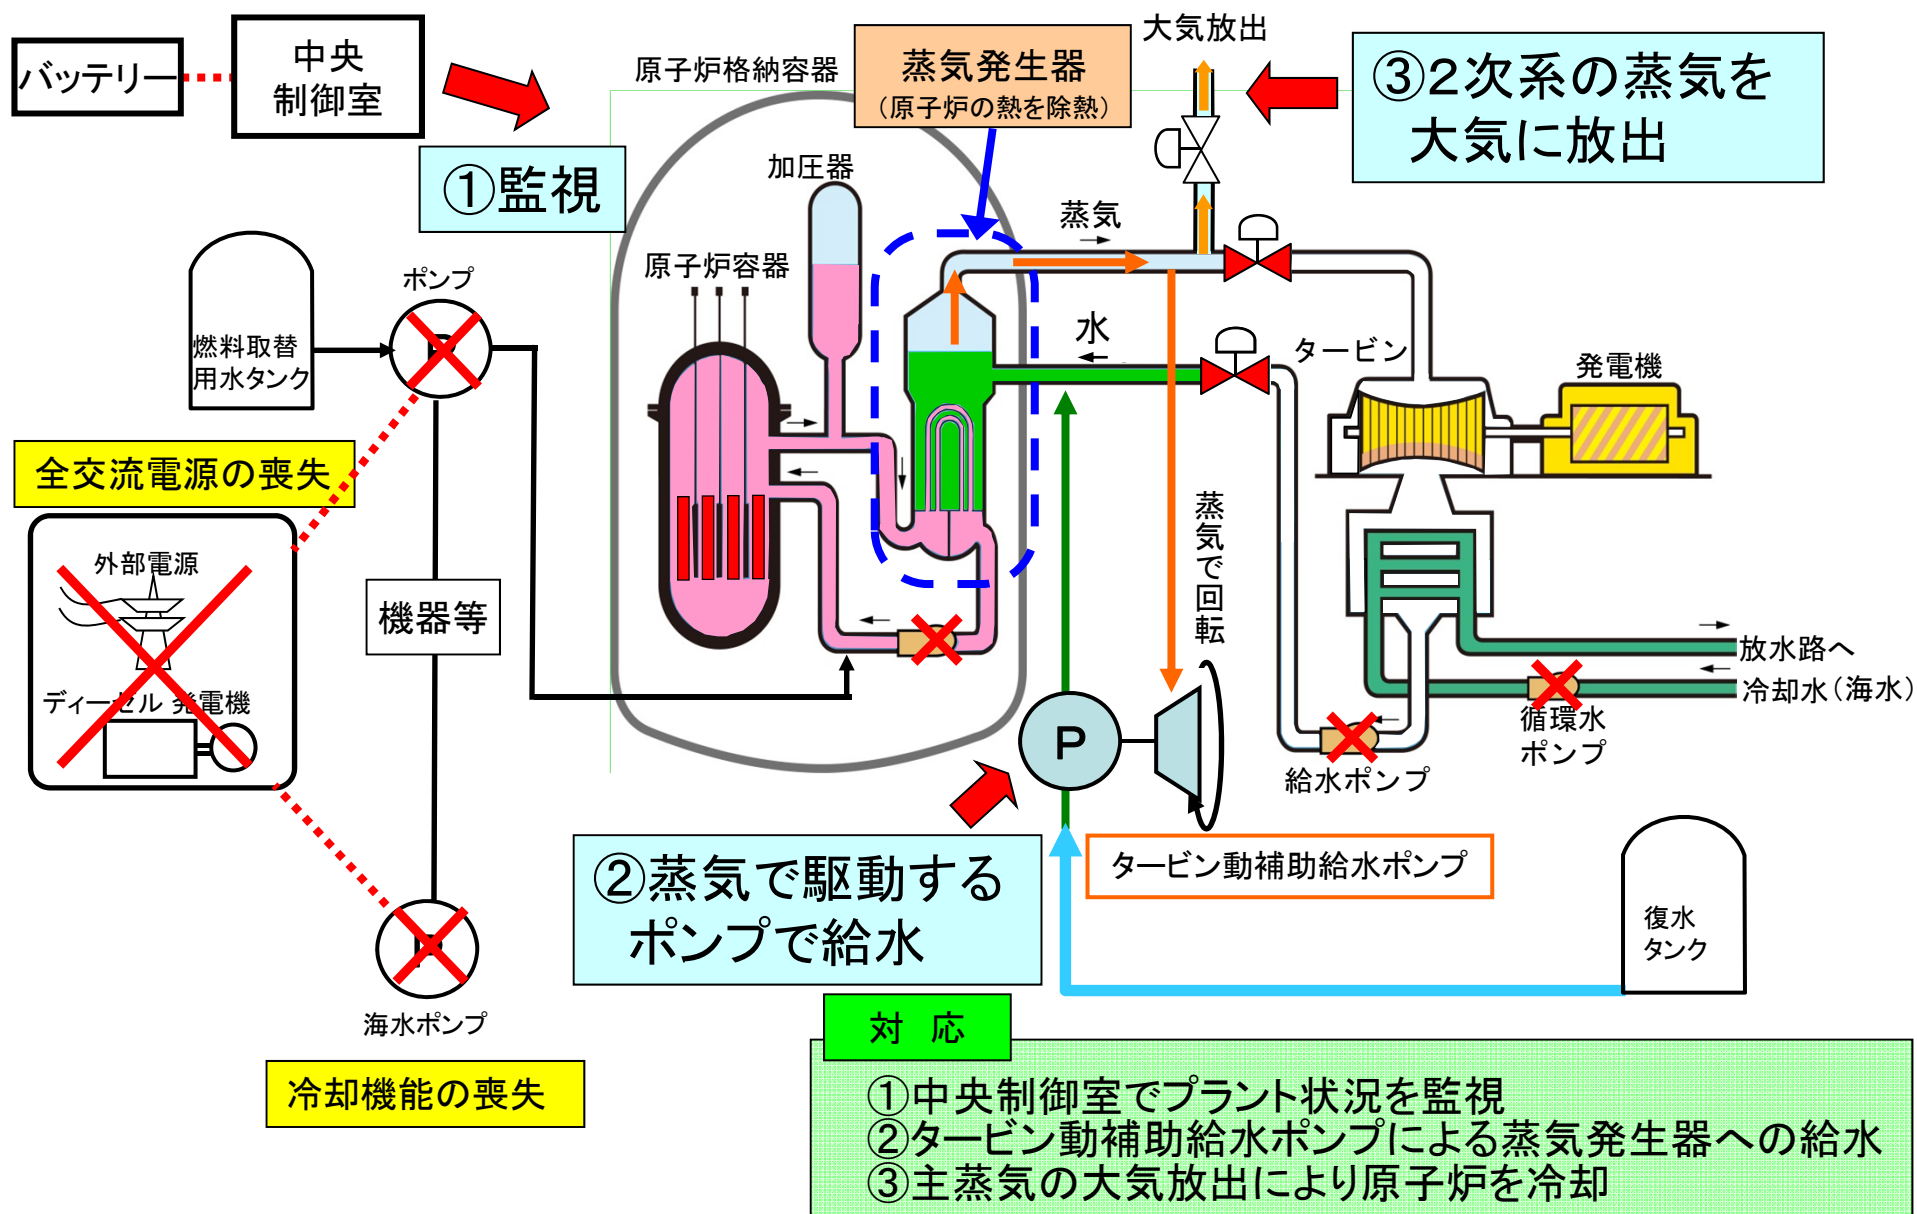 バッテリー
中央
制御室
原子炉格納容器
蒸気発生器
（原子炉の熱を除熱）
大気放出
③２次系の蒸気を
大気に放出
①監視
加圧器
蒸気
原子炉容器
ポンプ
P
燃料取替
用水タンク
水
タービン
発電機
全交流電源の喪失
外部電源
ディーゼル 発電機
機器等
蒸気で回転
放水路へ
冷却水（海水）
循環水
ポンプ
給水ポンプ
P
②蒸気で駆動する
ポンプで給水
タービン動補助給水ポンプ
復水
タンク
P
海水ポンプ
冷却機能の喪失
対 応
①中央制御室でプラント状況を監視
②タービン動補助給水ポンプによる蒸気発生器への給水
③主蒸気の大気放出により原子炉を冷却